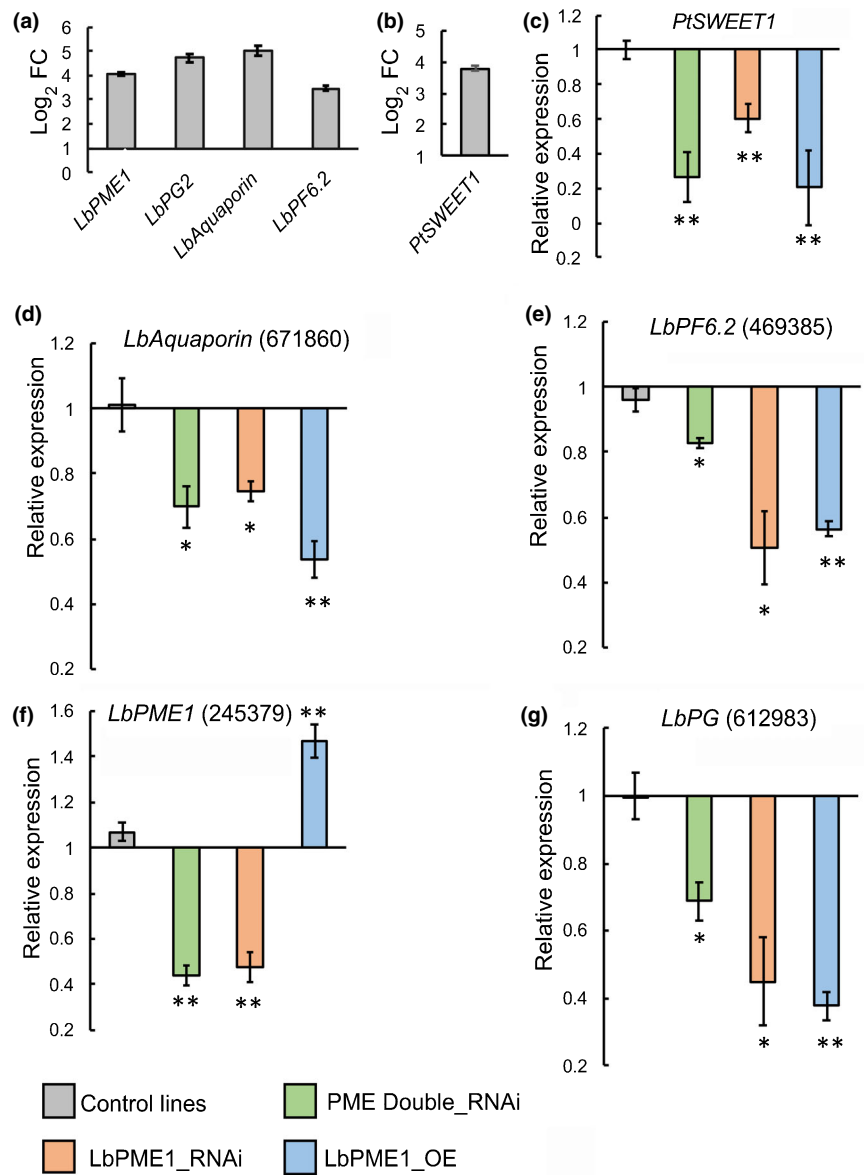 (a)
Log2 FC
6
5
4
3
2
1
0
LbPME1
LbPG2
LbAquaporin
LbPF6.2
(b)
Log2 FC
5
4
3
2
1
PtSWEET1
(c)
PtSWEET1
Relative expression
1.2
1
0.8
0.6
0.4
0.2
0
0.2
**
**
**
(d)
LbAquaporin (671860)
Relative expression
1.2
1
0.8
0.6
0.4
0.2
*
*
**
(e)
LbPF6.2 (469385)
Relative expression
1.2
1
0.8
0.6
0.4
0.2
*
*
**
(f)
LbPME1 (245379)
Relative expression
1.6
1.4
1.2
1
0.8
0.6
0.4
0.2
**
**
**
(g)
LbPG (612983)
Relative expression
1.2
1
0.8
0.6
0.4
0.2
*
*
**
Control lines
PME Double_RNAi
LbPME1_RNAi
LbPME1_OE